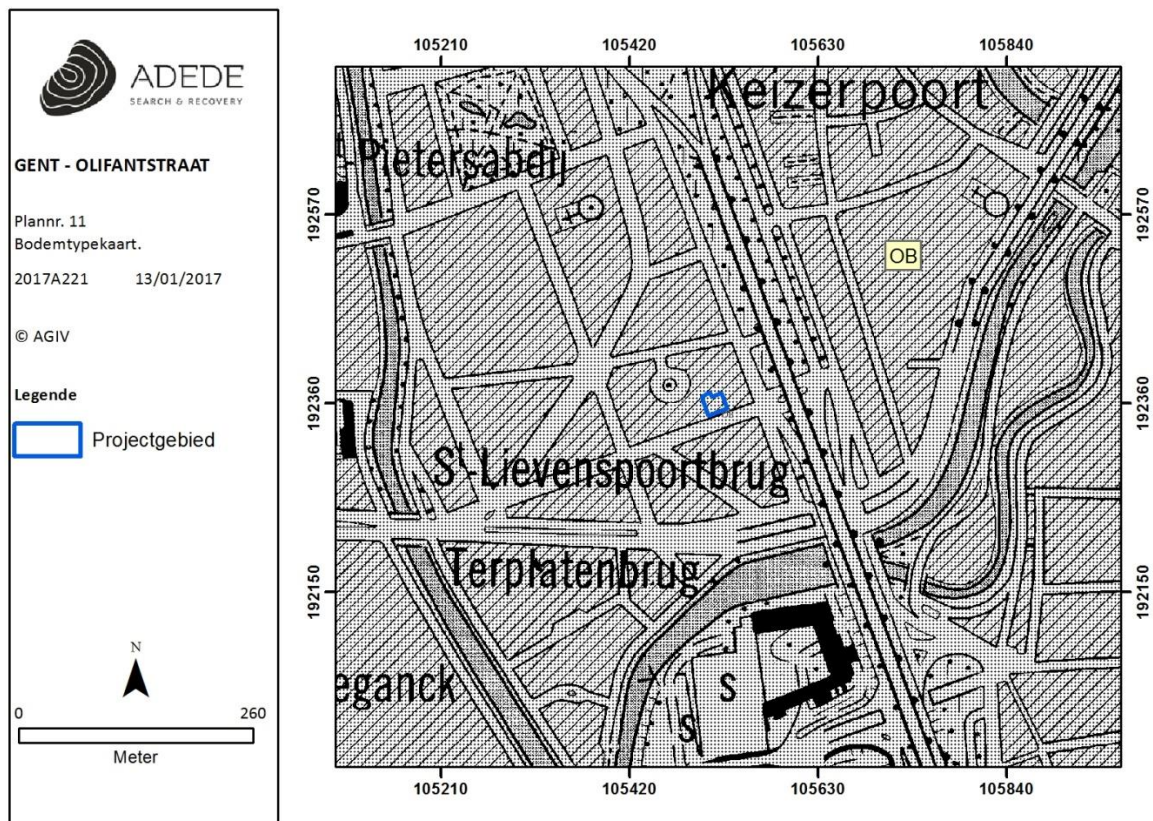 ADEDE
SEARCH & RECOVERY
GENT - OLIFANTSTRAAT
Plannr. 11
Bodemtypekaart.
2017A221 13/01/2017
© AGIV
Legende
Projectgebied
N
0 260
Meter
105210 105420 105630 105840
Keizerpoort
Pietersabdij
192570 192570
OB
192360 192360
St-Lievenspoortbrug
Terplatenbrug
192150 192150
eganck
S
S
105210 105420 105630 105840